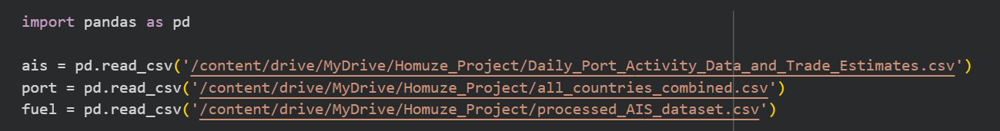 import pandas as pd
ais = pd.read_csv('/content/drive/MyDrive/Homuze_Project/Daily_Port_Activity_Data_and_Trade_Estimates.csv')
port = pd.read_csv('/content/drive/MyDrive/Homuze_Project/all_countries_combined.csv')
fuel = pd.read_csv('/content/drive/MyDrive/Homuze_Project/processed_AIS_dataset.csv')